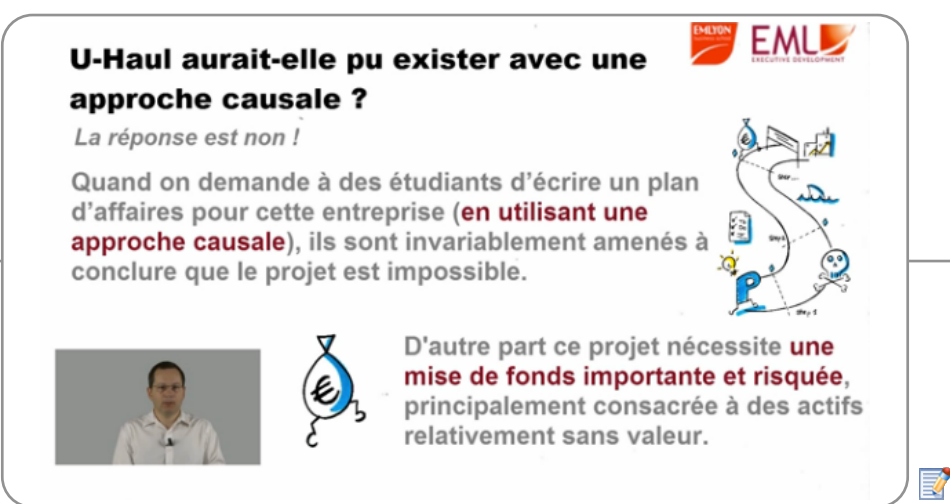 U-Haul aurait-elle pu exister avec une
approche causale ?
EMLYON
EML
EXECUTIVE DEVELOPMENT
La réponse est non !
Quand on demande à des étudiants d'écrire un plan
d'affaires pour cette entreprise (en utilisant une
approche causale), ils sont invariablement amenés à
conclure que le projet est impossible.
P
step 1
€
D'autre part ce projet nécessite une
mise de fonds importante et risquée,
principalement consacrée à des actifs
relativement sans valeur.